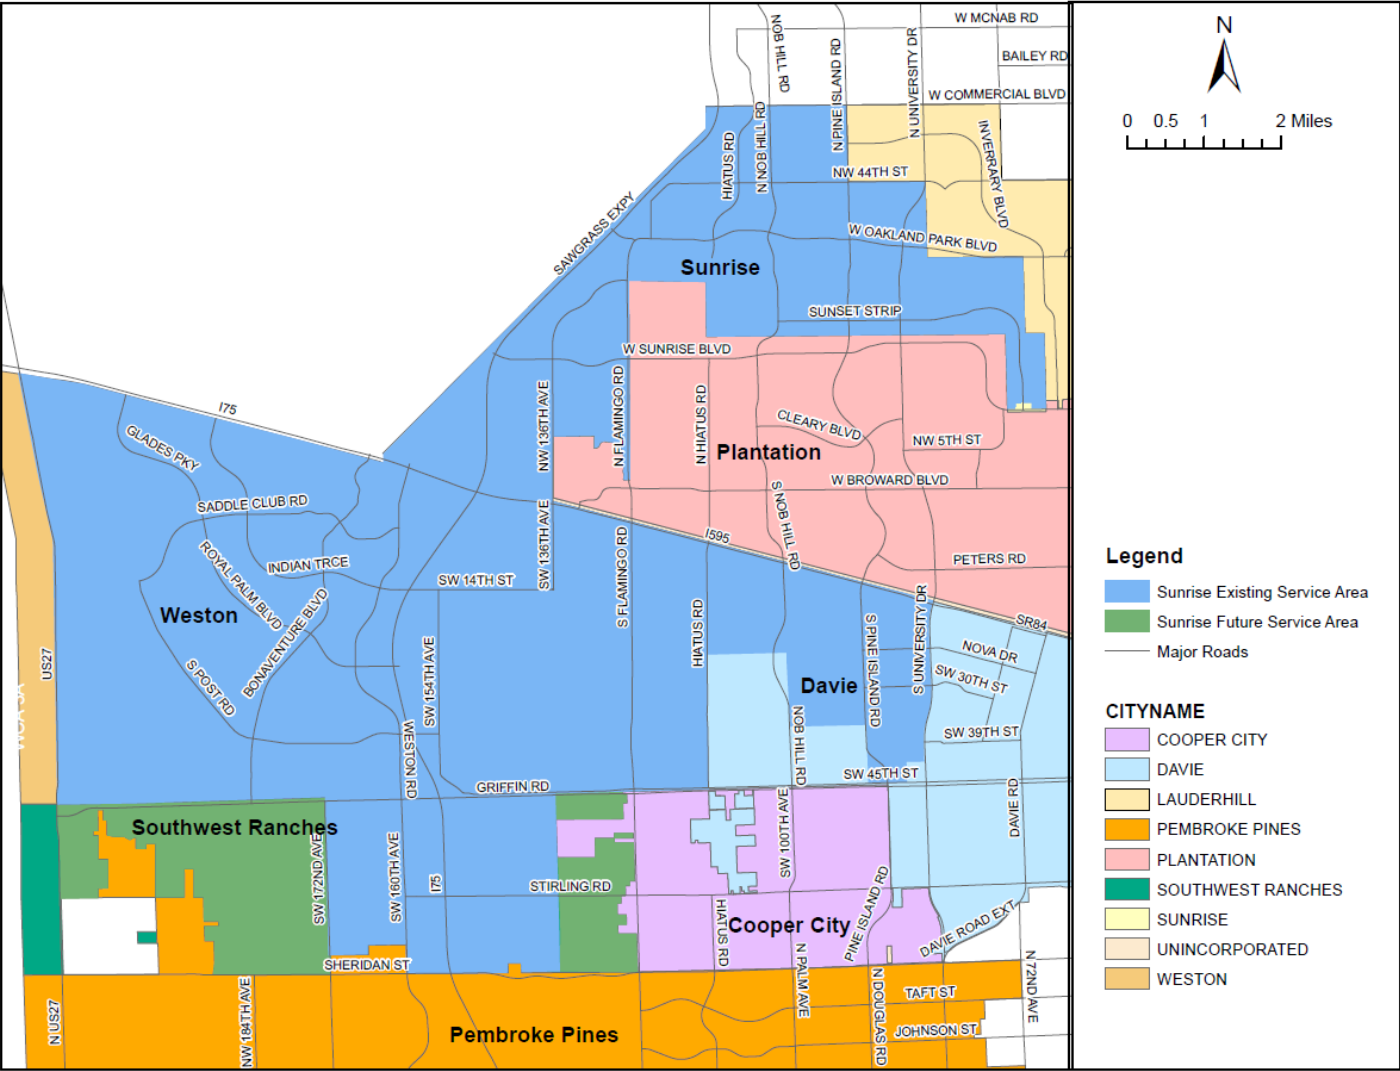 W MCNAB RD
BAILEY RD
W COMMERCIAL BLVD
NOB HILL RD
N PINE ISLAND RD
N UNIVERSITY DR
HIATUS RD
N NOB HILL RD
INVERRARY BLVD
NW 44TH ST
SAWGRASS EXPY
W OAKLAND PARK BLVD
Sunrise
SUNSET STRIP
W SUNRISE BLVD
I75
NW 136TH AVE
N FLAMINGO RD
N HIATUS RD
CLEARY BLVD
NW 5TH ST
GLADES PKY
Plantation
W BROWARD BLVD
SADDLE CLUB RD
S NOB HILL RD
SW 136TH AVE
I595
ROYAL PALM BLVD
INDIAN TRCE
SW 14TH ST
S FLAMINGO RD
PETERS RD
Weston
BONAVENTURE BLVD
HIATUS RD
S PINE ISLAND RD
S UNIVERSITY DR
SR84
NOVA DR
SW 30TH ST
US27
S POST RD
SW 154TH AVE
Davie
WESTON RD
NOB HILL RD
SW 39TH ST
SW 45TH ST
GRIFFIN RD
DAVIE RD
Southwest Ranches
SW 172ND AVE
SW 160TH AVE
I75
STIRLING RD
SW 100TH AVE
PINE ISLAND RD
HIATUS RD
Cooper City
DAVIE ROAD EXT
SHERIDAN ST
N PALM AVE
N DOUGLAS RD
N 72ND AVE
TAFT ST
JOHNSON ST
N US27
NW 184TH AVE
Pembroke Pines
N
0 0.5 1 2 Miles
Legend
Sunrise Existing Service Area
Sunrise Future Service Area
Major Roads
CITYNAME
COOPER CITY
DAVIE
LAUDERHILL
PEMBROKE PINES
PLANTATION
SOUTHWEST RANCHES
SUNRISE
UNINCORPORATED
WESTON